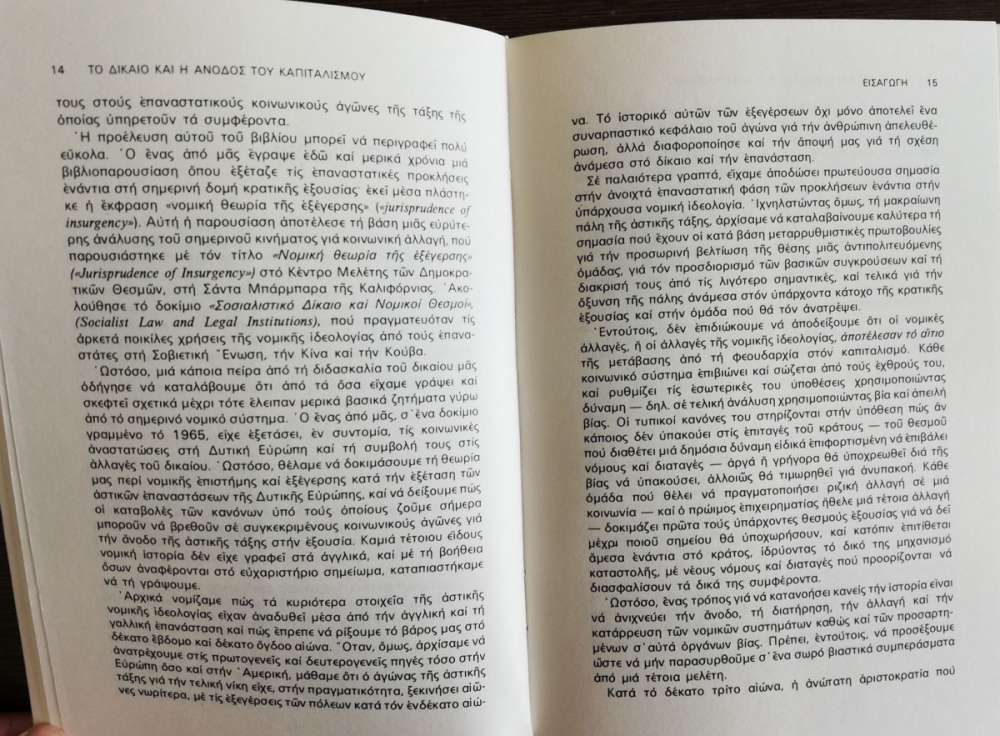 14 ΤΟ ΔΙΚΑΙΟ ΚΑΙ Η ΑΝΟΔΟΣ ΤΟΥ ΚΑΠΙΤΑΛΙΣΜΟΥ
τους στούς ἐπαναστατικούς κοινωνικούς ἀγῶνες τῆς τάξης τῆς
ὁποίας ὑπηρετοῦν τά συμφέροντα.
Ἡ προέλευση αὐτοῦ τοῦ βιβλίου μπορεῖ νά περιγραφεῖ πολύ
εὔκολα. Ὁ ἕνας ἀπό μᾶς ἔγραψε ἐδῶ καί μερικά χρόνια μιά
βιβλιοπαρουσίαση ὅπου ἐξέταζε τίς ἐπαναστατικές προκλήσεις
ἐνάντια στή σημερινή δομή κρατικῆς ἐξουσίας· ἐκεῖ μέσα πλάστη-
κε ἡ ἔκφραση «νομική θεωρία τῆς ἐξέγερσης» («jurisprudence of
insurgency»). Αὐτή ἡ παρουσίαση ἀποτέλεσε τή βάση μιᾶς εὐρύτε-
ρης ἀνάλυσης τοῦ σημερινοῦ κινήματος γιά κοινωνική ἀλλαγή, πού
παρουσιάστηκε μέ τόν τίτλο «Νομική θεωρία τῆς ἐξέγερσης»
(«Jurisprudence of Insurgency») στό Κέντρο Μελέτης τῶν Δημοκρα-
τικῶν Θεσμῶν, στή Σάντα Μπάρμπαρα τῆς Καλιφόρνιας. Ἀκο-
λούθησε τό δοκίμιο «Σοσιαλιστικό Δίκαιο καί Νομικοί Θεσμοί»,
(Socialist Law and Legal Institutions), πού πραγματευόταν τίς
ἀρκετά ποικίλες χρήσεις τῆς νομικῆς ἰδεολογίας ἀπό τούς ἐπανα-
στάτες στή Σοβιετική Ἕνωση, τήν Κίνα καί τήν Κούβα.
Ὡστόσο, μιά κάποια πείρα ἀπό τή διδασκαλία τοῦ δικαίου μᾶς
ὁδήγησε νά καταλάβουμε ὅτι ἀπό τά ὅσα εἴχαμε γράψει καί
σκεφτεῖ σχετικά μέχρι τότε ἔλειπαν μερικά βασικά ζητήματα γύρω
ἀπό τό σημερινό νομικό σύστημα. Ὁ ἕνας ἀπό μᾶς, σ᾿ ἕνα δοκίμιο
γραμμένο τό 1965, εἶχε ἐξετάσει, ἐν συντομία, τίς κοινωνικές
ἀναστατώσεις στή Δυτική Εὐρώπη καί τή συμβολή τους στίς
ἀλλαγές τοῦ δικαίου. Ὡστόσο, θέλαμε νά δοκιμάσουμε τή θεωρία
μας περί νομικῆς ἐπιστήμης καί ἐξέγερσης κατά τήν ἐξέταση τῶν
ἀστικῶν ἐπαναστάσεων τῆς Δυτικῆς Εὐρώπης, καί νά δείξουμε πώς
οἱ καταβολές τῶν κανόνων ὑπό τούς ὁποίους ζοῦμε σήμερα
μποροῦν νά βρεθοῦν σέ συγκεκριμένους κοινωνικούς ἀγῶνες γιά
τήν ἄνοδο τῆς ἀστικῆς τάξης στήν ἐξουσία. Καμιά τέτοιου εἴδους
νομική ἱστορία δέν εἶχε γραφεῖ στά ἀγγλικά, καί μέ τή βοήθεια
ὅσων ἀναφέρονται στό εὐχαριστήριο σημείωμα, καταπιαστήκαμε
νά τή γράψουμε.
Ἀρχικά νομίζαμε πώς τά κυριότερα στοιχεῖα τῆς ἀστικῆς
νομικῆς ἰδεολογίας εἶχαν ἀναδυθεῖ μέσα ἀπό τήν ἀγγλική καί τή
γαλλική ἐπανάσταση καί πώς ἔπρεπε νά ρίξουμε τό βάρος μας στό
δέκατο ἕβδομο καί δέκατο ὄγδοο αἰώνα. Ὅταν, ὅμως, ἀρχίσαμε νά
ἀνατρέχουμε στίς πρωτογενεῖς καί δευτερογενεῖς πηγές τόσο στήν
Εὐρώπη ὅσο καί στήν Ἀμερική, μάθαμε ὅτι ὁ ἀγώνας τῆς ἀστικῆς
τάξης γιά τήν τελική νίκη εἶχε, στήν πραγματικότητα, ξεκινήσει αἰώ-
νες νωρίτερα, μέ τίς ἐξεγέρσεις τῶν πόλεων κατά τόν ἑνδέκατο αἰώ-
ΕΙΣΑΓΩΓΗ 15
να. Τό ἱστορικό αὐτῶν τῶν ἐξεγέρσεων ὄχι μόνο ἀποτελεῖ ἕνα
συναρπαστικό κεφάλαιο τοῦ ἀγώνα γιά τήν ἀνθρώπινη ἀπελευθέ-
ρωση, ἀλλά διαφοροποίησε καί τήν ἄποψή μας γιά τή σχέση
ἀνάμεσα στό δίκαιο καί τήν ἐπανάσταση.
Σέ παλαιότερα γραπτά, εἴχαμε ἀποδώσει πρωτεύουσα σημασία
στήν ἀνοιχτά ἐπαναστατική φάση τῶν προκλήσεων ἐνάντια στήν
ὑπάρχουσα νομική ἰδεολογία. Ἰχνηλατώντας ὅμως, τή μακραίωνη
πάλη τῆς ἀστικῆς τάξης, ἀρχίσαμε νά καταλαβαίνουμε καλύτερα τή
σημασία πού ἔχουν οἱ κατά βάση μεταρρυθμιστικές πρωτοβουλίες
γιά τήν προσωρινή βελτίωση τῆς θέσης μιᾶς ἀντιπολιτευόμενης
ὁμάδας, γιά τόν προσδιορισμό τῶν βασικῶν συγκρούσεων καί τή
διάκρισή τους ἀπό τίς λιγότερο σημαντικές, καί τελικά γιά τήν
ὄξυνση τῆς πάλης ἀνάμεσα στόν ὑπάρχοντα κάτοχο τῆς κρατικῆς
ἐξουσίας καί στήν ὁμάδα πού θά τόν ἀνατρέψει.
Ἐντούτοις, δέν ἐπιδιώκουμε νά ἀποδείξουμε ὅτι οἱ νομικές
ἀλλαγές, ἤ οἱ ἀλλαγές τῆς νομικῆς ἰδεολογίας, ἀποτέλεσαν τό αἴτιο
τῆς μετάβασης ἀπό τή φεουδαρχία στόν καπιταλισμό. Κάθε
κοινωνικό σύστημα ἐπιβιώνει καί σώζεται ἀπό τούς ἐχθρούς του,
καί ρυθμίζει τίς ἐσωτερικές του ὑποθέσεις χρησιμοποιώντας
δύναμη — δηλ. σέ τελική ἀνάλυση χρησιμοποιώντας βία καί ἀπειλή
βίας. Οἱ τυπικοί κανόνες του στηρίζονται στήν ὑπόθεση πώς ἄν
κάποιος δέν ὑπακούει στίς ἐπιταγές τοῦ κράτους — τοῦ θεσμοῦ
πού διαθέτει μιά δημόσια δύναμη εἰδικά ἐπιφορτισμένη νά ἐπιβάλει
νόμους καί διαταγές — ἀργά ἤ γρήγορα θά ὑποχρεωθεῖ διά τῆς
βίας νά ὑπακούσει, ἀλλοιῶς θά τιμωρηθεῖ γιά ἀνυπακοή. Κάθε
ὁμάδα πού θέλει νά πραγματοποιήσει ριζική ἀλλαγή σέ μιά
κοινωνία — καί ὁ πρώιμος ἐπιχειρηματίας ἤθελε μιά τέτοια ἀλλαγή
— δοκιμάζει πρῶτα τούς ὑπάρχοντες θεσμούς ἐξουσίας γιά νά δεῖ
μέχρι ποιοῦ σημείου θά ὑποχωρήσουν, καί κατόπιν ἐπιτίθεται
ἄμεσα ἐνάντια στό κράτος, ἱδρύοντας τό δικό της μηχανισμό
καταστολῆς, μέ νέους νόμους καί διαταγές πού προορίζονται νά
διασφαλίσουν τά δικά της συμφέροντα.
Ὡστόσο, ἕνας τρόπος γιά νά κατανοήσει κανείς τήν ἱστορία εἶναι
νά ἀνιχνεύει τήν ἄνοδο, τή διατήρηση, τήν ἀλλαγή καί τήν
κατάρρευση τῶν νομικῶν συστημάτων καθώς καί τῶν προσαρτη-
μένων σ᾿ αὐτά ὀργάνων βίας. Πρέπει, ἐντούτοις, νά προσέξουμε
ὥστε νά μήν παρασυρθοῦμε σ᾿ ἕνα σωρό βιαστικά συμπεράσματα
ἀπό μιά τέτοια μελέτη.
Κατά τό δέκατο τρίτο αἰώνα, ἡ ἀνώτατη ἀριστοκρατία πού